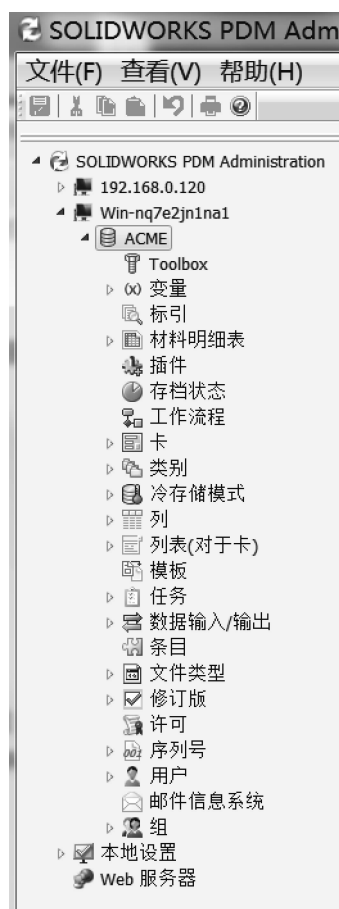 SOLIDWORKS PDM Adm
文件(F) 查看(V) 帮助(H)
SOLIDWORKS PDM Administration
192.168.0.120
Win-nq7e2jn1na1
ACME
Toolbox
变量
标引
材料明细表
插件
存档状态
工作流程
卡
类别
冷存储模式
列
列表(对于卡)
模板
任务
数据输入/输出
条目
文件类型
修订版
许可
序列号
用户
邮件信息系统
组
本地设置
Web 服务器